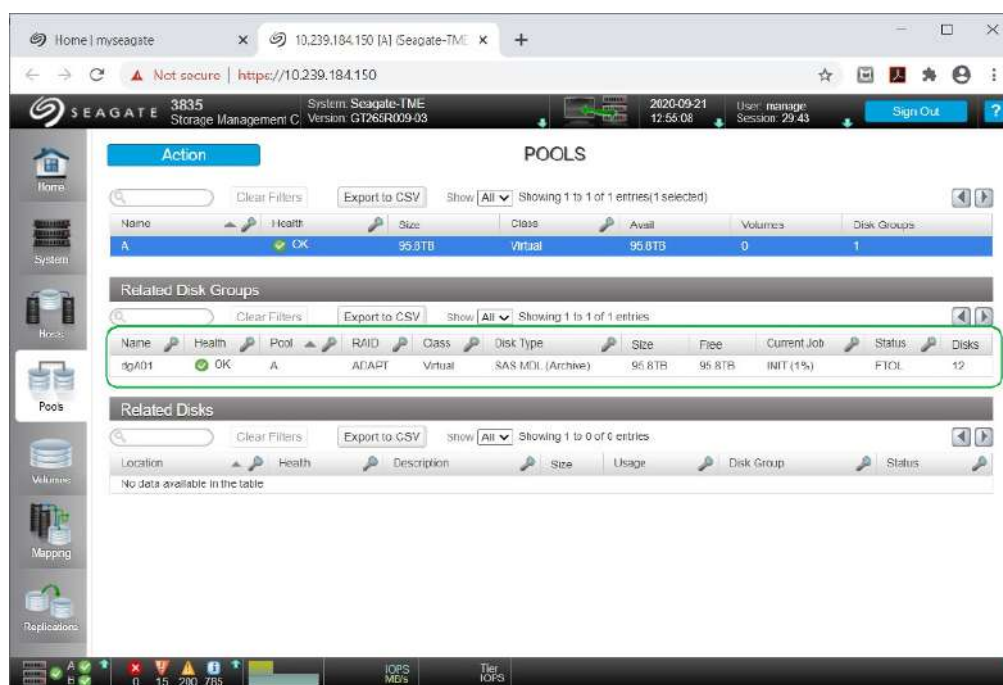 Home | myseagate
10.239.184.150 [A] (Seagate-TME
Not secure | https://10.239.184.150
SEAGATE
3835
Storage Management C
System: Seagate-TME
Version: GT265R009-03
2020-09-21
12:55:08
User: manage
Session: 29:43
Sign Out
?
Home
System
Hosts
Pools
Volumes
Mapping
Replications
Action
POOLS
Clear Filters Export to CSV Show All Showing 1 to 1 of 1 entries(1 selected)
Name Health Size Class Avail Volumes Disk Groups
A OK 95.8TB Virtual 95.8TB 0 1
Related Disk Groups
Clear Filters Export to CSV Show All Showing 1 to 1 of 1 entries
Name Health Pool RAID Class Disk Type Size Free Current Job Status Disks
dgA01 OK A ADAPT Virtual SAS MDL (Archive) 95.8TB 95.8TB INIT (1%) FTOL 12
Related Disks
Clear Filters Export to CSV Show All Showing 1 to 0 of 0 entries
Location Health Description Size Usage Disk Group Status
No data available in the table
A
B
0 15 290 785
IOPS
MB/s
Tier
IOPS